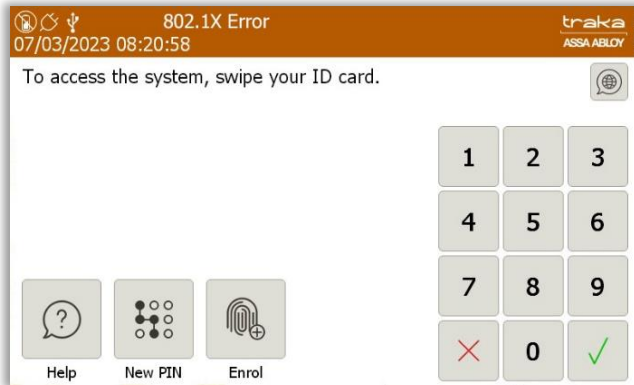 802.1X Error
traka
07/03/2023 08:20:58
ASSA ABLOY
To access the system, swipe your ID card.
1 2 3
4 5 6
7 8 9
0
?
Help New PIN Enrol